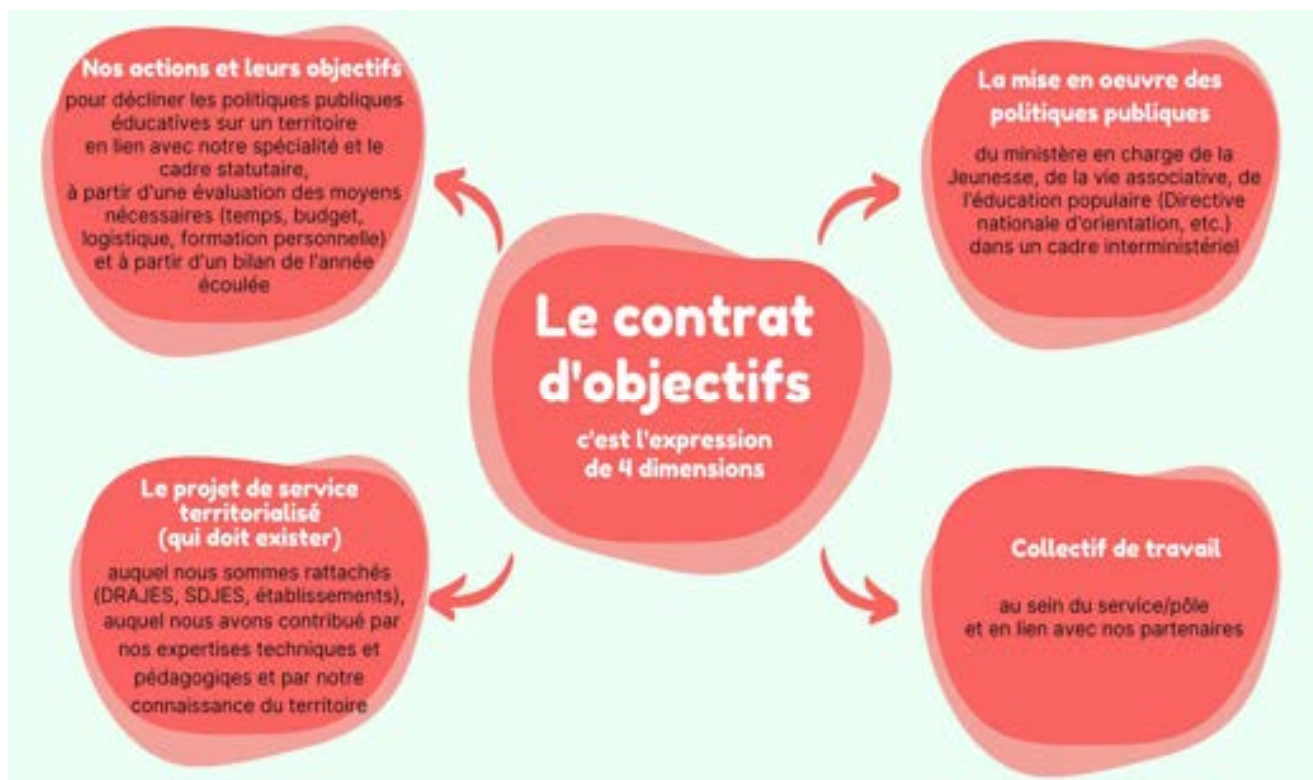 Nos actions et leurs objectifs
pour décliner les politiques publiques
éducatives sur un territoire
en lien avec notre spécialité et le
cadre statutaire,
à partir d'une évaluation des moyens
nécessaires (temps, budget,
logistique, formation personnelle)
et à partir d'un bilan de l'année
écoulée
La mise en oeuvre des
politiques publiques
du ministère en charge de la
Jeunesse, de la vie associative, de
l'éducation populaire (Directive
nationale d'orientation, etc.)
dans un cadre interministériel
Le contrat
d'objectifs
c'est l'expression
de 4 dimensions
Le projet de service
territorialisé
(qui doit exister)
auquel nous sommes rattachés
(DRAJES, SDJES, établissements),
auquel nous avons contribué par
nos expertises techniques et
pédagogiqes et par notre
connaissance du territoire
Collectif de travail
au sein du service/pôle
et en lien avec nos partenaires